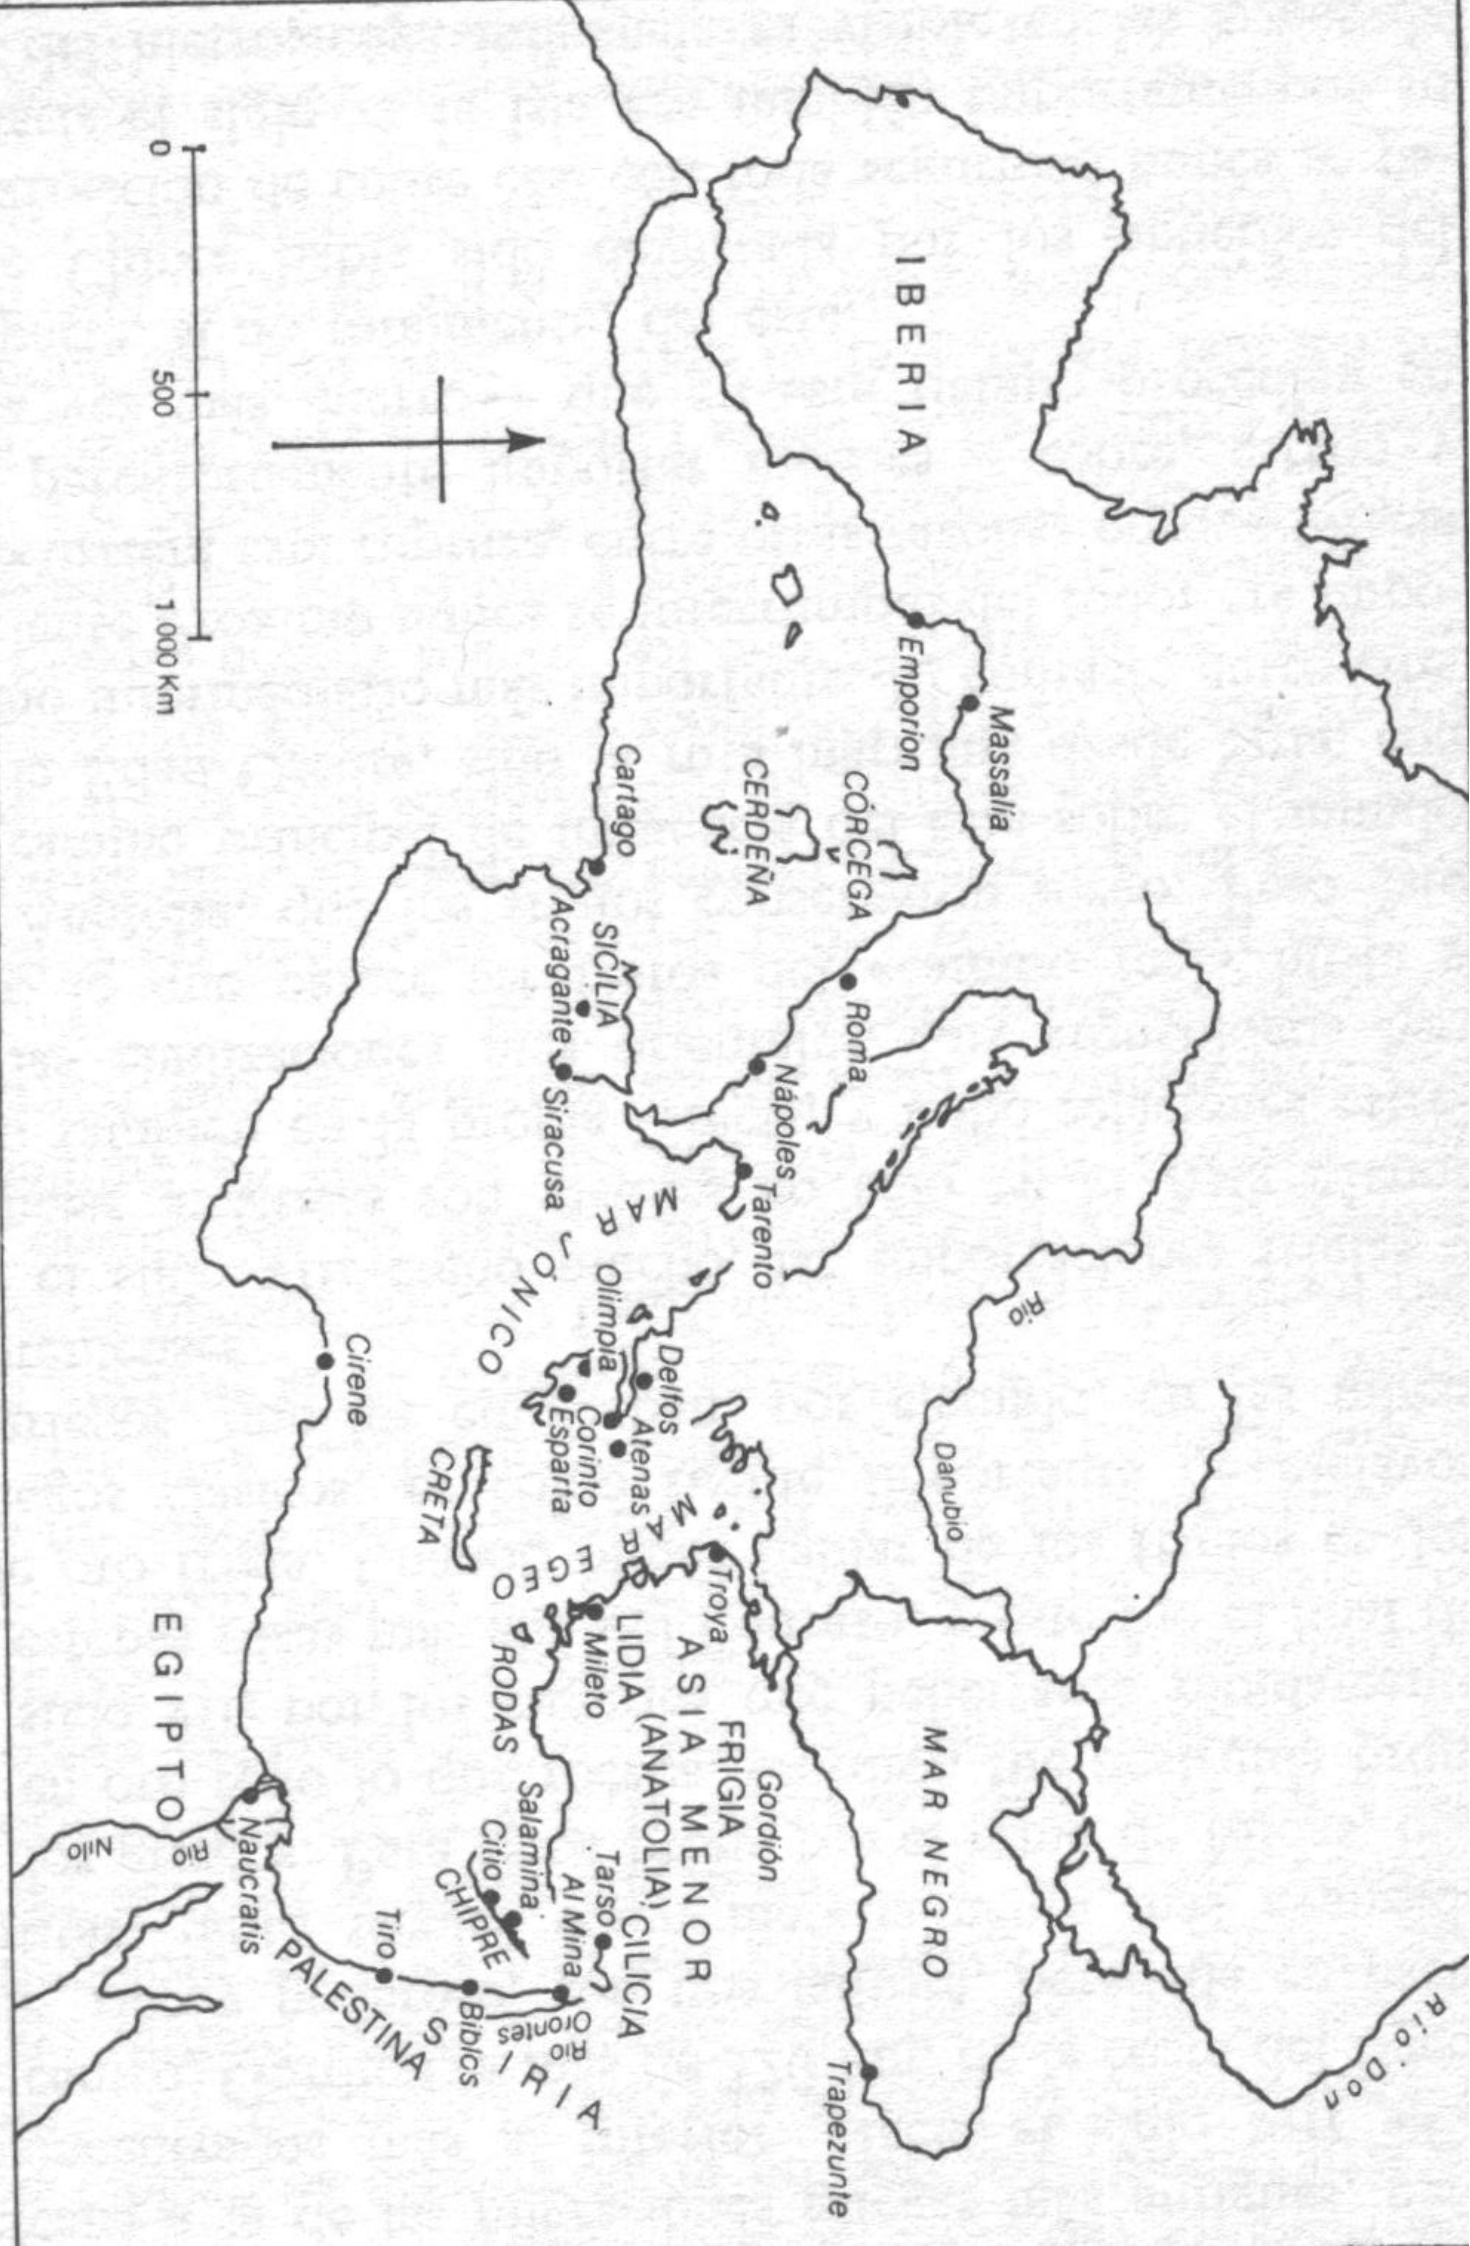 IBERIA
Massalía
Emporion
CÓRCEGA
CERDEÑA
Cartago
Roma
Nápoles
Tarento
SICILIA
Acragante
Siracusa
MAR
JÓNICO
Río
Danubio
Río Don
MAR NEGRO
Trapezunte
Olimpia
Delfos
Atenas
Corinto
Esparta
CRETA
MAR
EGEO
Troya
Gordión
FRIGIA
ASIA MENOR
(ANATOLIA)
LIDIA
CILICIA
Mileto
RODAS
Tarso
Al Mina
Salamina
Citio
CHIPRE
Río
Orontes
SIRIA
Biblcs
Tiro
PALESTINA
Cirene
Naucratis
EGIPTO
Río
Nilo
0 500 1 000 Km